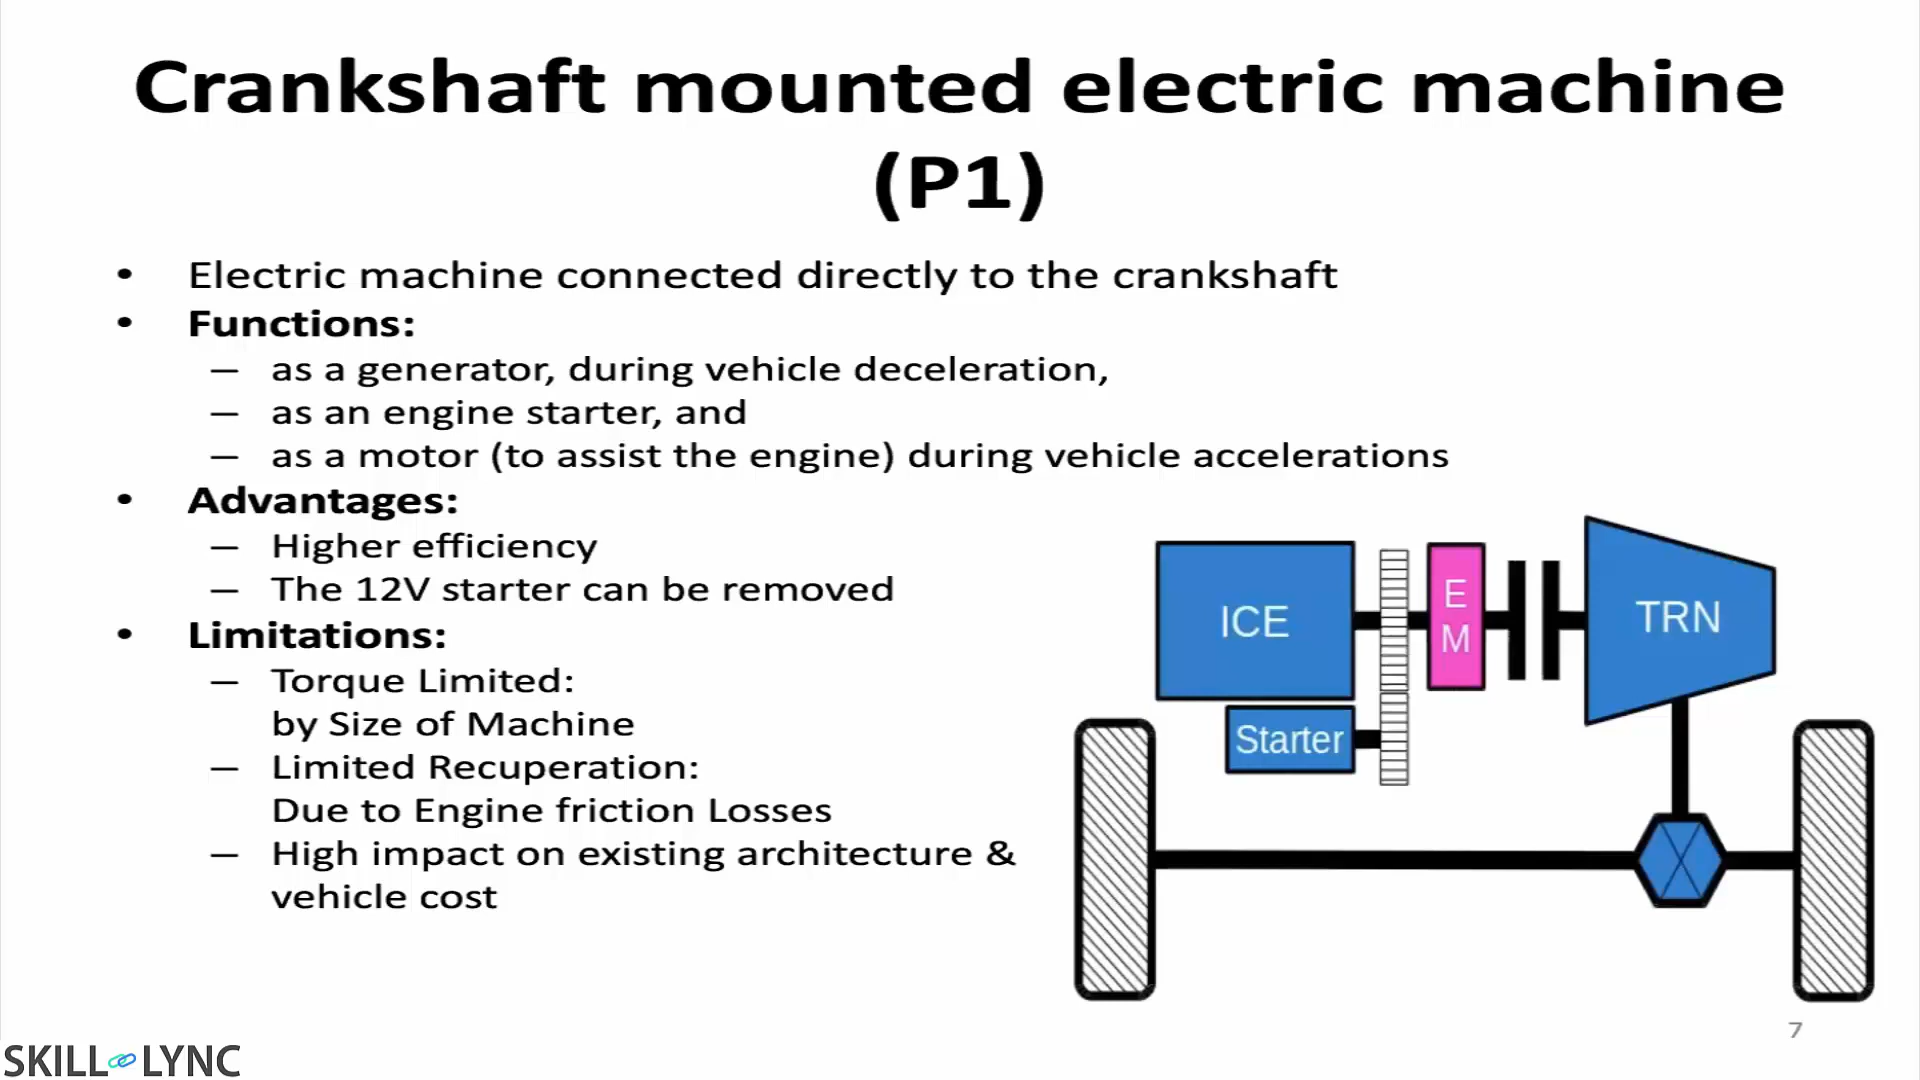 Crankshaft mounted electric machine
(P1)
• Electric machine connected directly to the crankshaft
• Functions:
– as a generator, during vehicle deceleration,
– as an engine starter, and
– as a motor (to assist the engine) during vehicle accelerations
• Advantages:
– Higher efficiency
– The 12V starter can be removed
• Limitations:
– Torque Limited:
by Size of Machine
– Limited Recuperation:
Due to Engine friction Losses
– High impact on existing architecture &
vehicle cost
ICE
E
M
TRN
Starter
7
SKILL LYNC